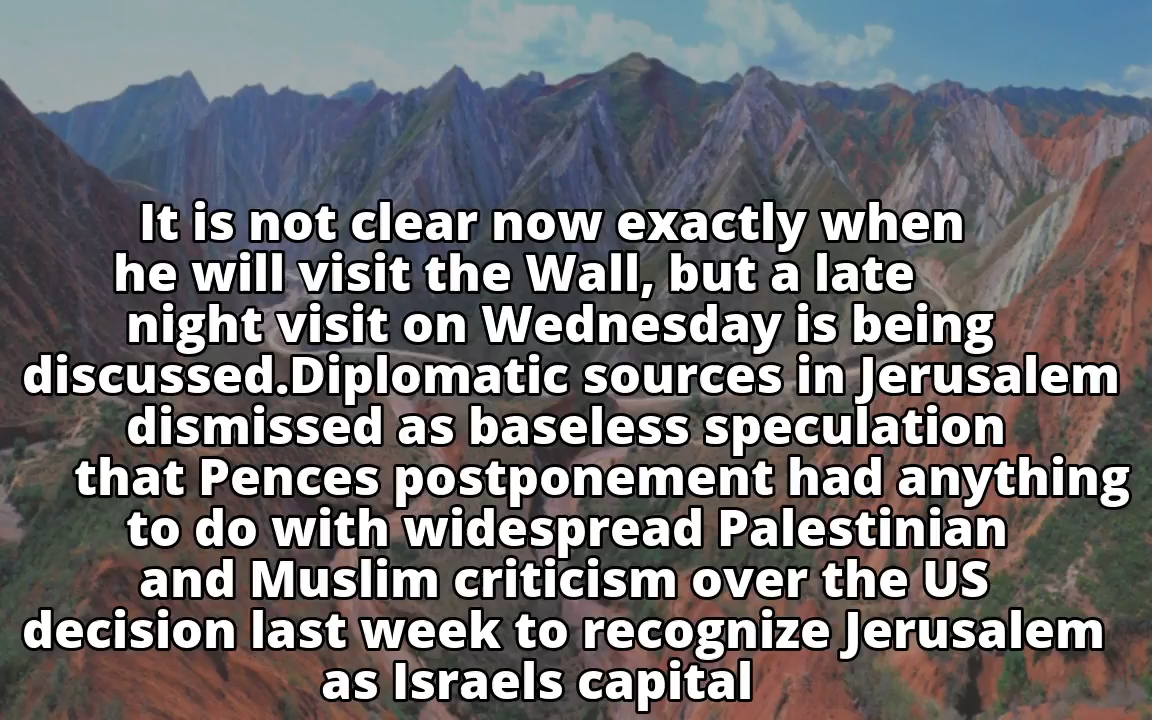 It is not clear now exactly when
he will visit the Wall, but a late
night visit on Wednesday is being
discussed.Diplomatic sources in Jerusalem
dismissed as baseless speculation
that Pences postponement had anything
to do with widespread Palestinian
and Muslim criticism over the US
decision last week to recognize Jerusalem
as Israels capital